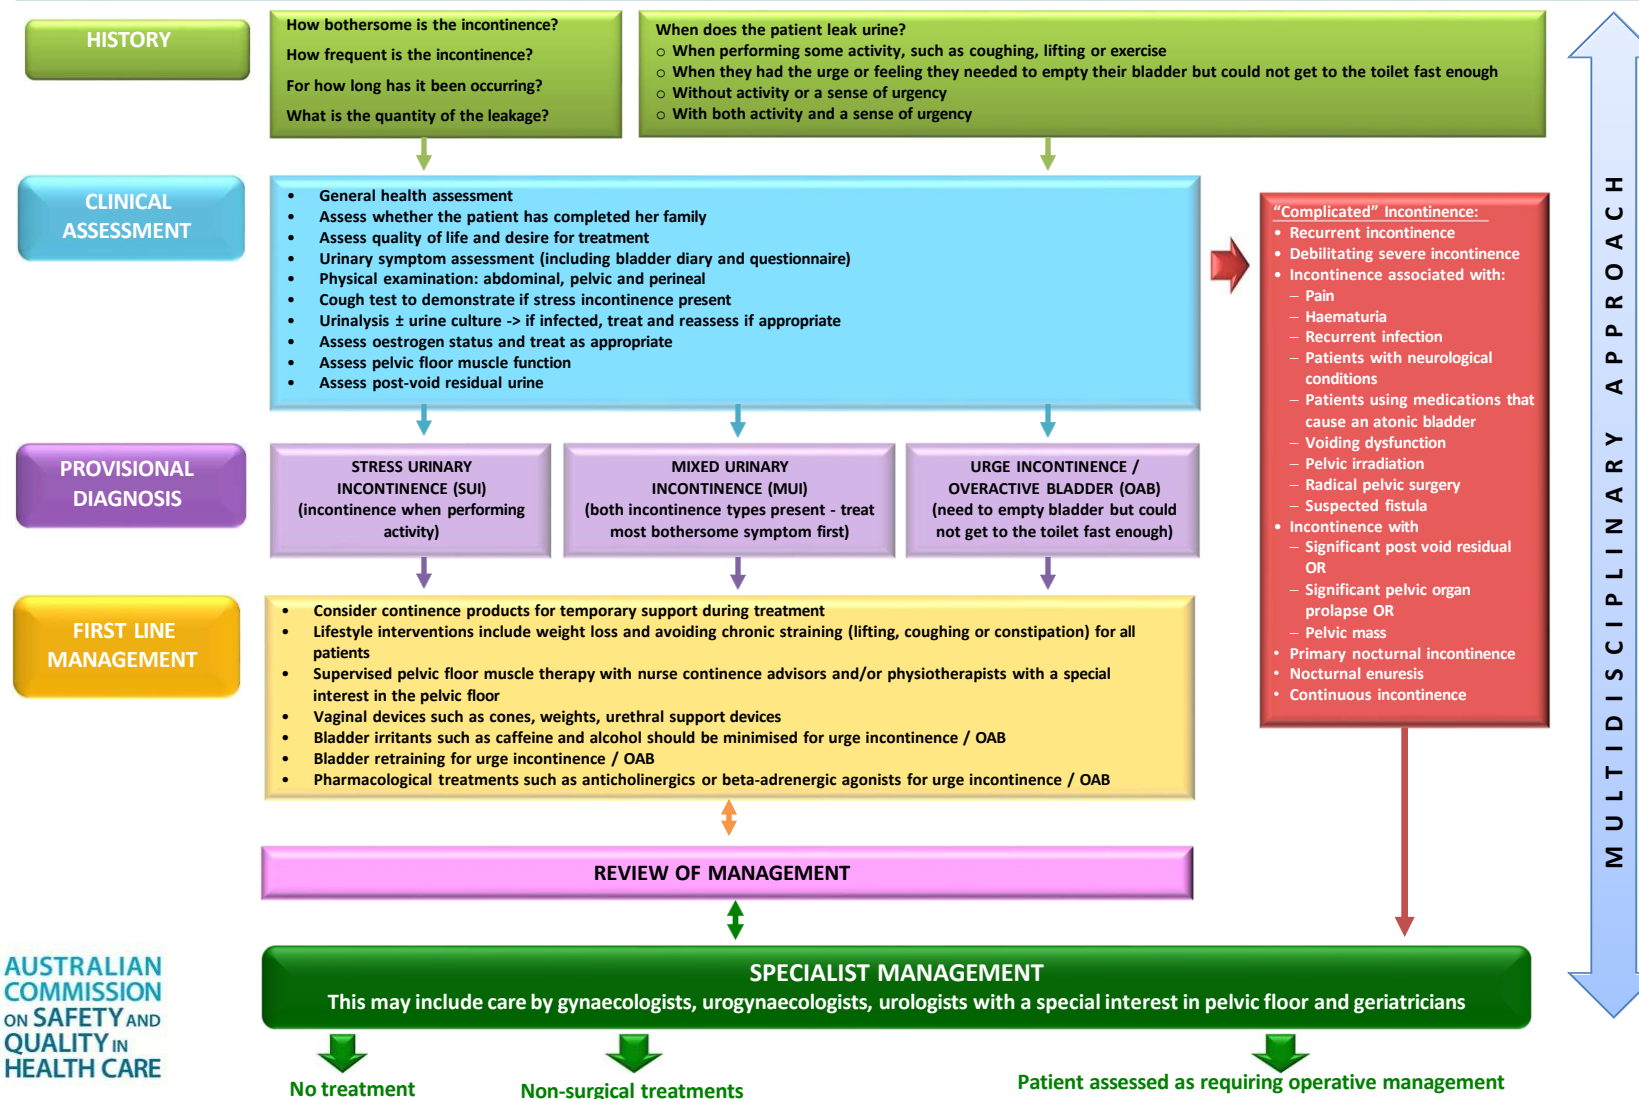 HISTORY
How bothersome is the incontinence?
How frequent is the incontinence?
For how long has it been occurring?
What is the quantity of the leakage?
When does the patient leak urine?
○ When performing some activity, such as coughing, lifting or exercise
○ When they had the urge or feeling they needed to empty their bladder but could not get to the toilet fast enough
○ Without activity or a sense of urgency
○ With both activity and a sense of urgency
CLINICAL
ASSESSMENT
• General health assessment
• Assess whether the patient has completed her family
• Assess quality of life and desire for treatment
• Urinary symptom assessment (including bladder diary and questionnaire)
• Physical examination: abdominal, pelvic and perineal
• Cough test to demonstrate if stress incontinence present
• Urinalysis ± urine culture -> if infected, treat and reassess if appropriate
• Assess oestrogen status and treat as appropriate
• Assess pelvic floor muscle function
• Assess post-void residual urine
"Complicated" Incontinence:
• Recurrent incontinence
• Debilitating severe incontinence
• Incontinence associated with:
– Pain
– Haematuria
– Recurrent infection
– Patients with neurological
conditions
– Patients using medications that
cause an atonic bladder
– Voiding dysfunction
– Pelvic irradiation
– Radical pelvic surgery
– Suspected fistula
• Incontinence with
– Significant post void residual
OR
– Significant pelvic organ
prolapse OR
– Pelvic mass
• Primary nocturnal incontinence
• Nocturnal enuresis
• Continuous incontinence
MULTIDISCIPLINARY APPROACH
PROVISIONAL
DIAGNOSIS
STRESS URINARY
INCONTINENCE (SUI)
(incontinence when performing
activity)
MIXED URINARY
INCONTINENCE (MUI)
(both incontinence types present - treat
most bothersome symptom first)
URGE INCONTINENCE /
OVERACTIVE BLADDER (OAB)
(need to empty bladder but could
not get to the toilet fast enough)
FIRST LINE
MANAGEMENT
• Consider continence products for temporary support during treatment
• Lifestyle interventions include weight loss and avoiding chronic straining (lifting, coughing or constipation) for all
patients
• Supervised pelvic floor muscle therapy with nurse continence advisors and/or physiotherapists with a special
interest in the pelvic floor
• Vaginal devices such as cones, weights, urethral support devices
• Bladder irritants such as caffeine and alcohol should be minimised for urge incontinence / OAB
• Bladder retraining for urge incontinence / OAB
• Pharmacological treatments such as anticholinergics or beta-adrenergic agonists for urge incontinence / OAB
REVIEW OF MANAGEMENT
SPECIALIST MANAGEMENT
This may include care by gynaecologists, urogynaecologists, urologists with a special interest in pelvic floor and geriatricians
AUSTRALIAN
COMMISSION
ON SAFETY AND
QUALITY IN
HEALTH CARE
No treatment
Non-surgical treatments
Patient assessed as requiring operative management